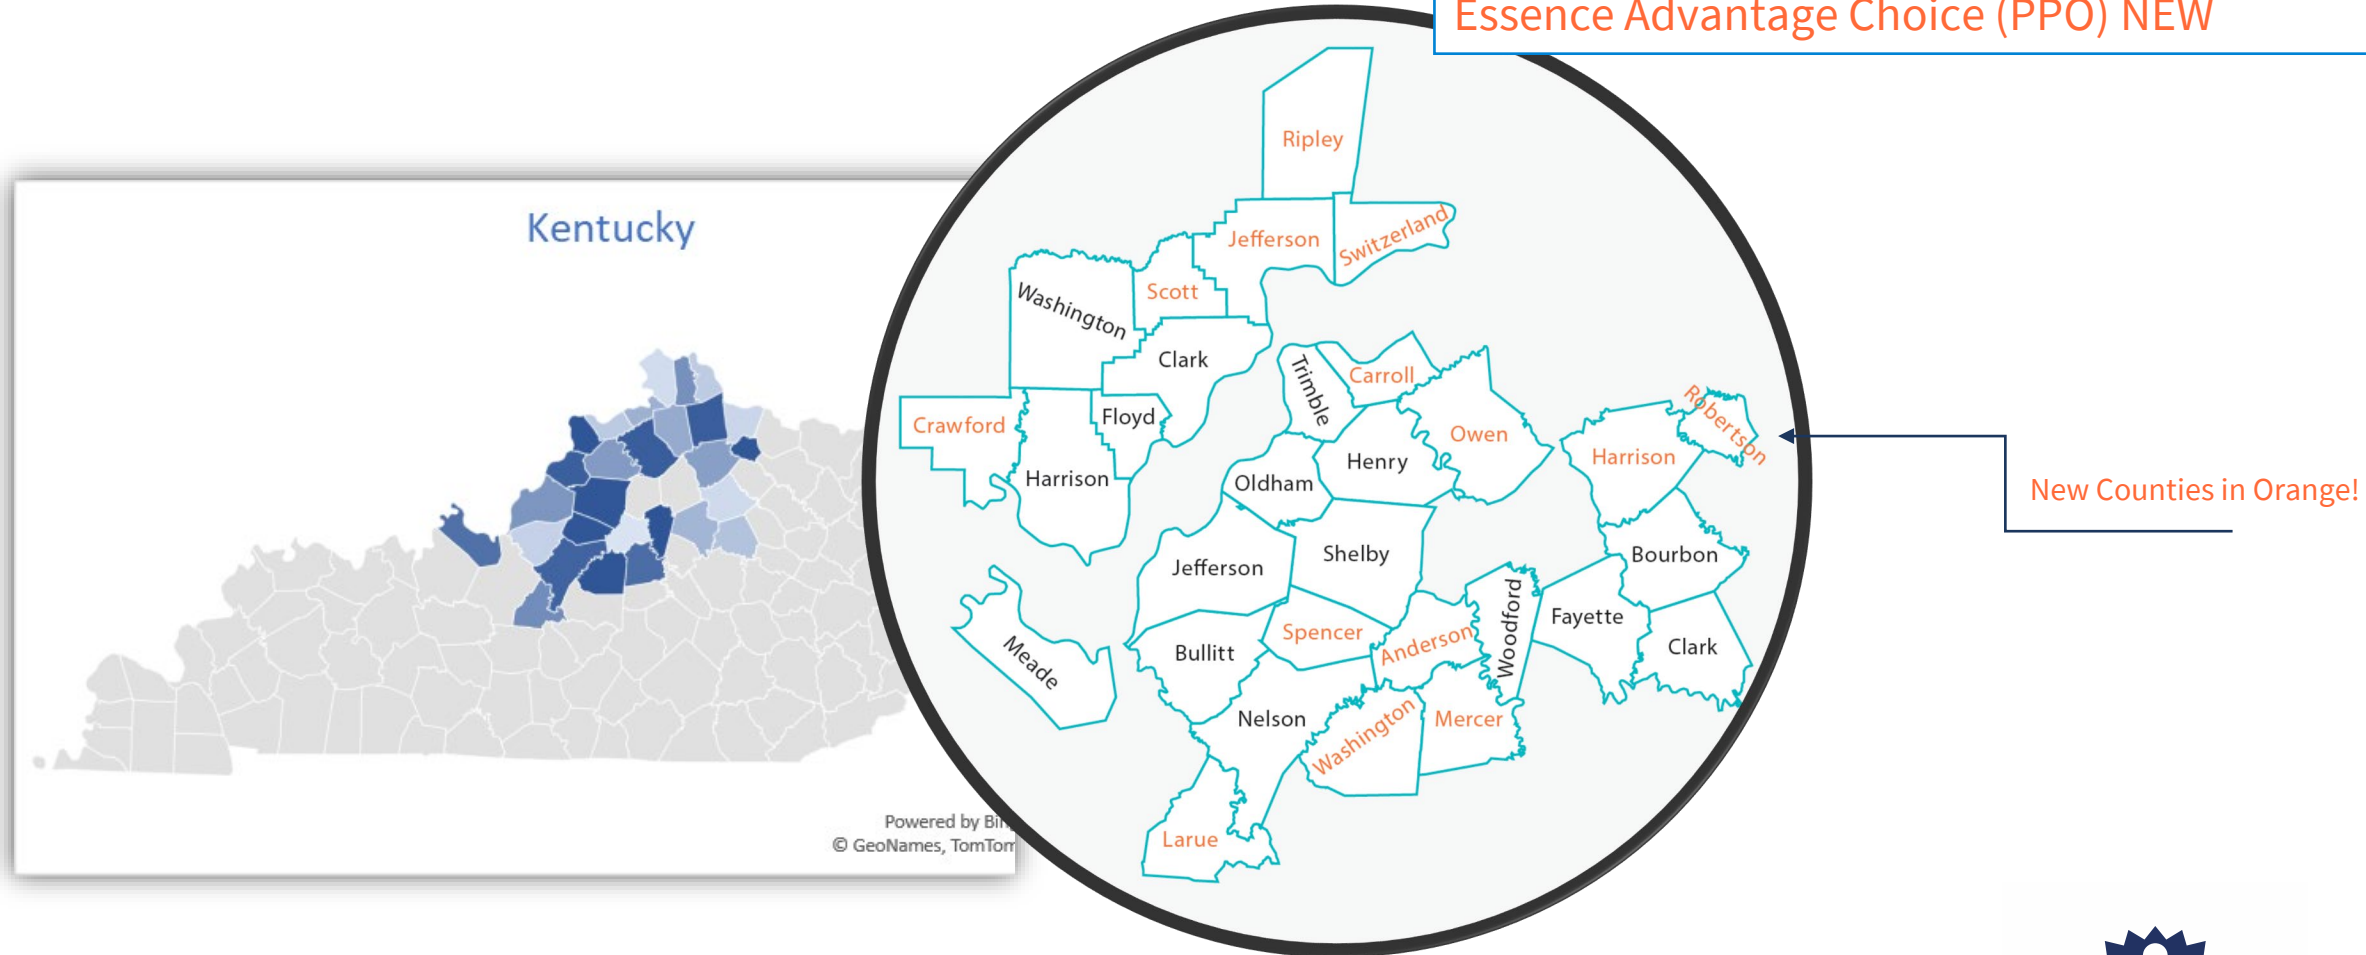 Essence Advantage Choice (PPO) NEW
Kentucky
Ripley
Jefferson
Switzerland
Washington
Scott
Clark
Trimble
Carroll
Crawford
Floyd
Owen
Robertson
Harrison
Henry
Harrison
Oldham
New Counties in Orange!
Jefferson
Shelby
Bourbon
Meade
Bullitt
Spencer
Anderson
Woodford
Fayette
Clark
Nelson
Washington
Mercer
Larue
Powered by
© GeoNames, TomTom